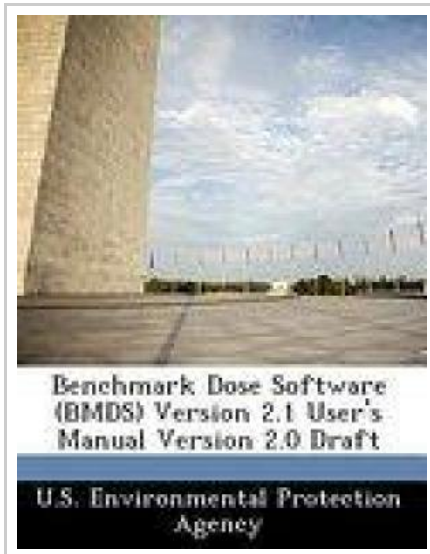 Benchmark Dose Software
(BMDS) Version 2.1 User's
Manual Version 2.0 Draft
U.S. Environmental Protection
Agency